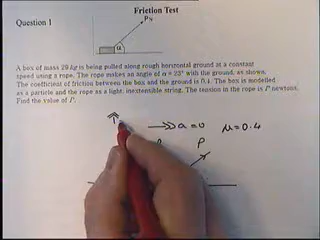 Friction Test
Question 1
P N
α
A box of mass 29 kg is being pulled along rough horizontal ground at a constant
speed using a rope. The rope makes an angle of α = 25° with the ground, as shown.
The coefficient of friction between the box and the ground is 0.4. The box is modelled
as a particle and the rope as a light, inextensible string. The tension in the rope is P newtons.
Find the value of P.
a = 0 μ = 0.4
P